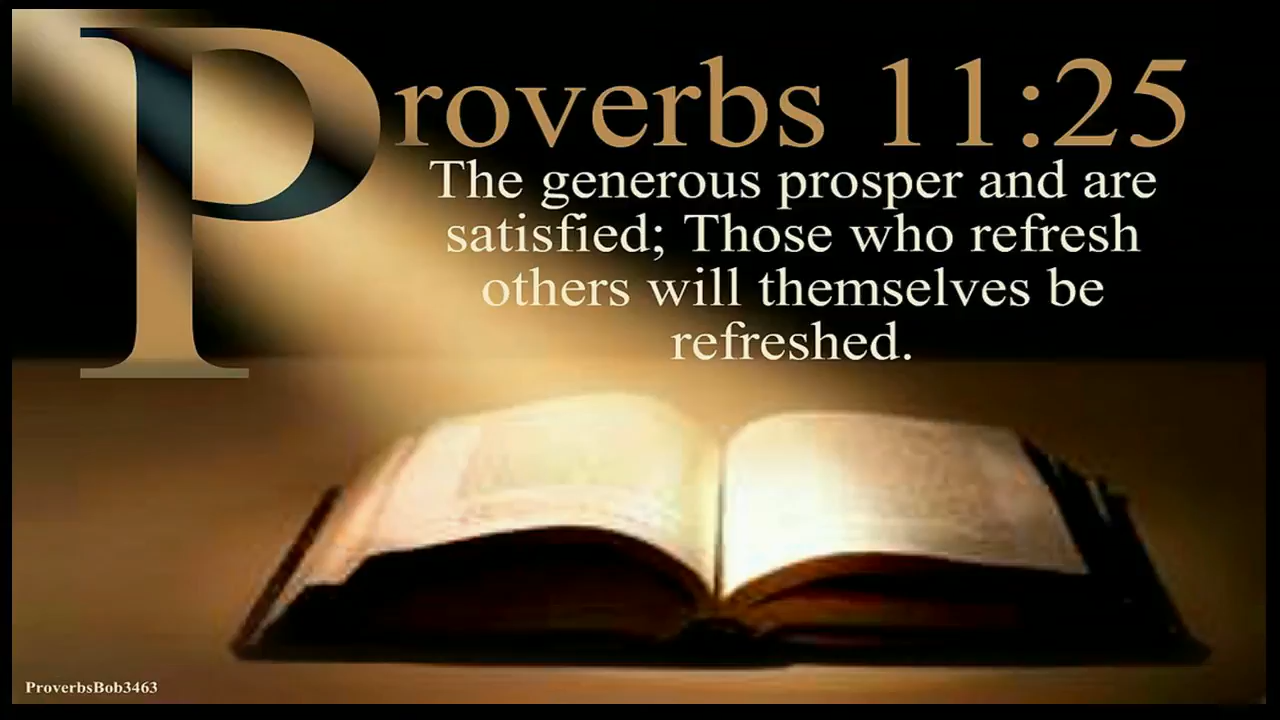 Proverbs 11:25
The generous prosper and are
satisfied; Those who refresh
others will themselves be
refreshed.
ProverbsBob3463